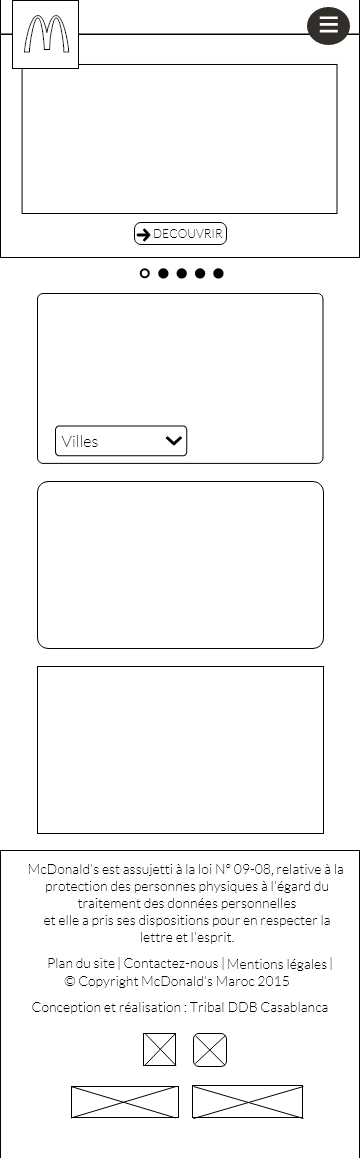 DECOUVRIR
Villes
McDonald's est assujetti à la loi N° 09-08, relative à la
protection des personnes physiques à l'égard du
traitement des données personnelles
et elle a pris ses dispositions pour en respecter la
lettre et l'esprit.
Plan du site | Contactez-nous | Mentions légales |
© Copyright McDonald's Maroc 2015
Conception et réalisation : Tribal DDB Casablanca